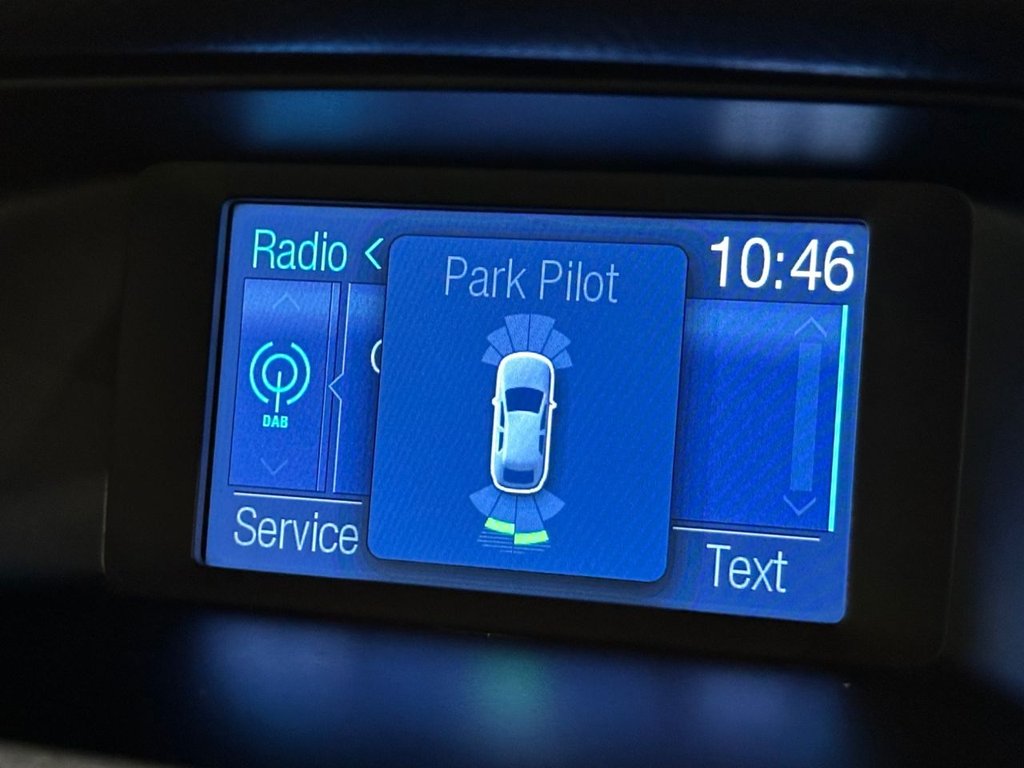 Radio <
Park Pilot
10:46
DAB
Service
Text